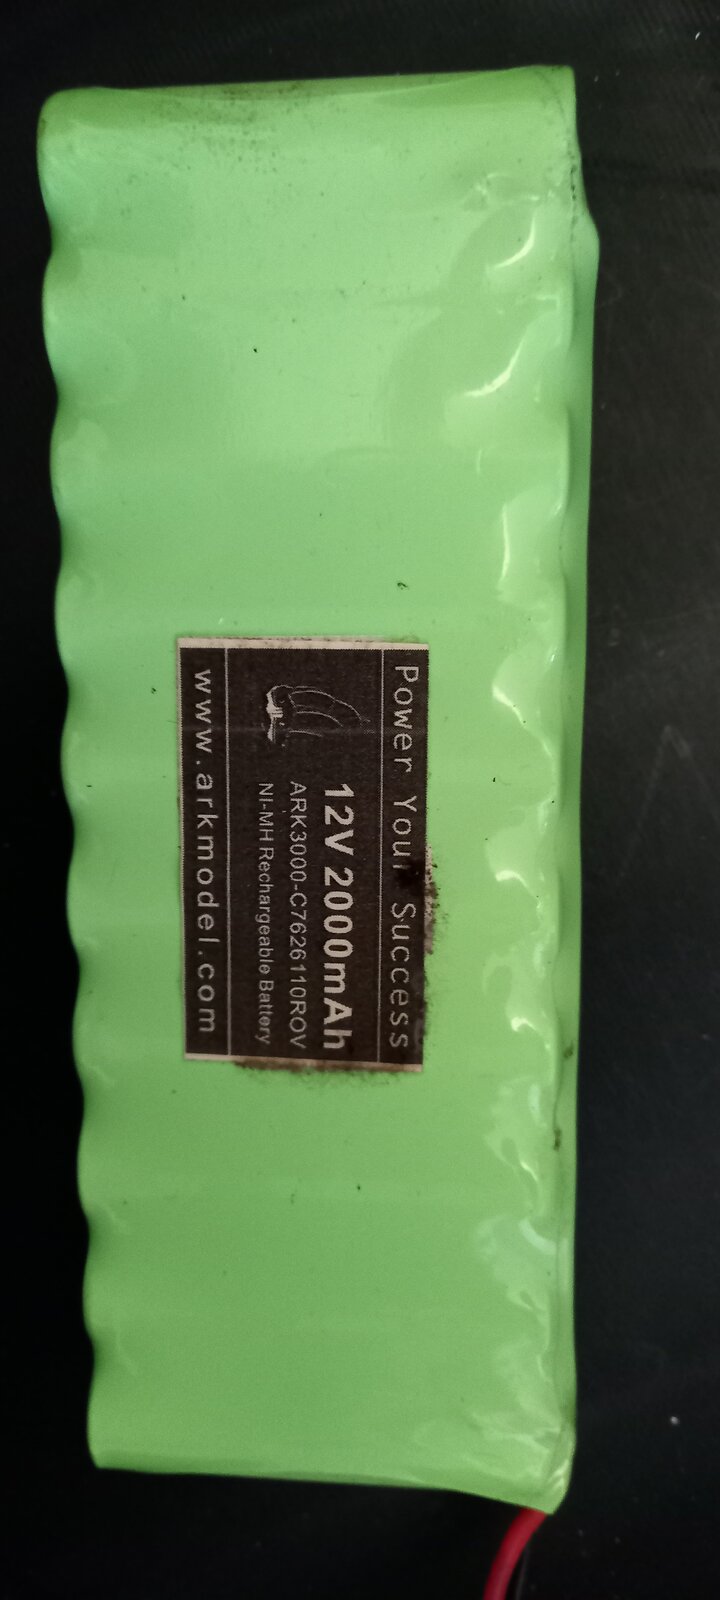 Power Your Success
12V 2000mAh
ARK3000-C7626110ROV
NI-MH Rechargeable Battery
www.arkmodel.com